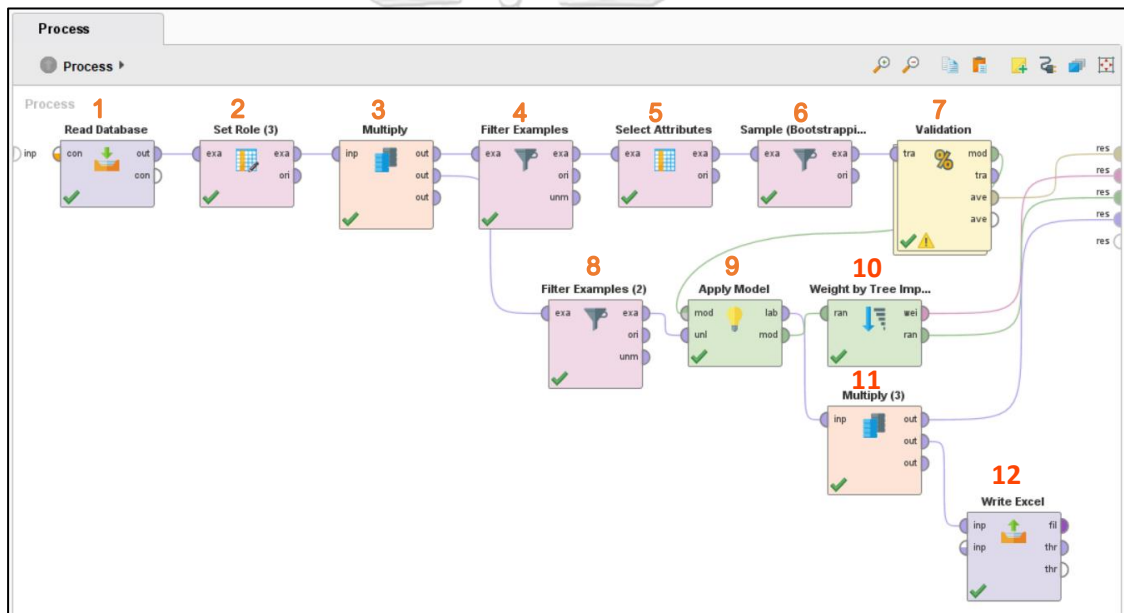 Process
Process
Process
1 2 3 4 5 6 7
Read Database Set Role (3) Multiply Filter Examples Select Attributes Sample (Bootstrappi... Validation
inp con out exa exa inp out exa exa exa exa exa exa tra mod res
con ori out ori ori ori tra res
out unm ave res
ave res
res
8 9 10
Filter Examples (2) Apply Model Weight by Tree Imp...
exa exa mod lab ran wei
ori unl mod ran
unm
11
Multiply (3)
inp out
out
out
12
Write Excel
inp fil
inp thr
thr